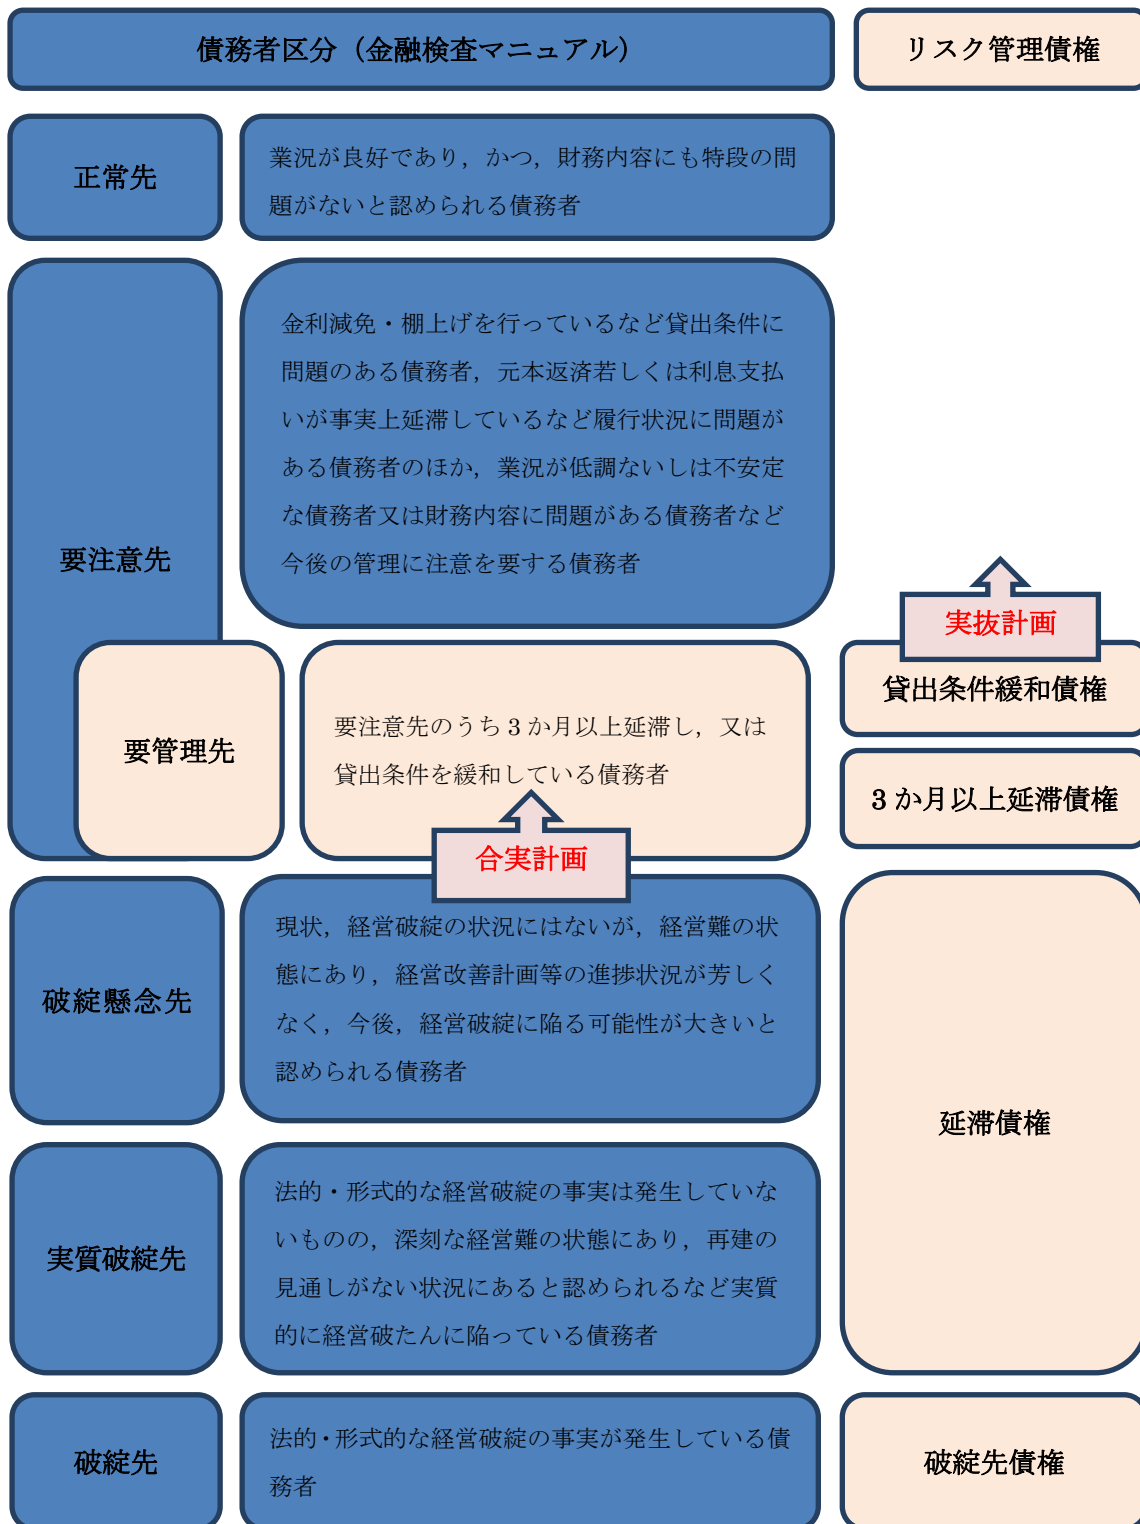 債務者区分（金融検査マニュアル）
リスク管理債権
正常先
業況が良好であり，かつ，財務内容にも特段の問
題がないと認められる債務者
要注意先
金利減免・棚上げを行っているなど貸出条件に
問題のある債務者，元本返済若しくは利息支払
いが事実上延滞しているなど履行状況に問題が
ある債務者のほか，業況が低調ないしは不安定
な債務者又は財務内容に問題がある債務者など
今後の管理に注意を要する債務者
実抜計画
貸出条件緩和債権
要管理先
要注意先のうち 3 か月以上延滞し，又は
貸出条件を緩和している債務者
3 か月以上延滞債権
合実計画
破綻懸念先
現状，経営破綻の状況にはないが，経営難の状
態にあり，経営改善計画等の進捗状況が芳しく
なく，今後，経営破綻に陥る可能性が大きいと
認められる債務者
延滞債権
実質破綻先
法的・形式的な経営破綻の事実は発生していな
いものの，深刻な経営難の状態にあり，再建の
見通しがない状況にあると認められるなど実質
的に経営破たんに陥っている債務者
破綻先
法的・形式的な経営破綻の事実が発生している債
務者
破綻先債権